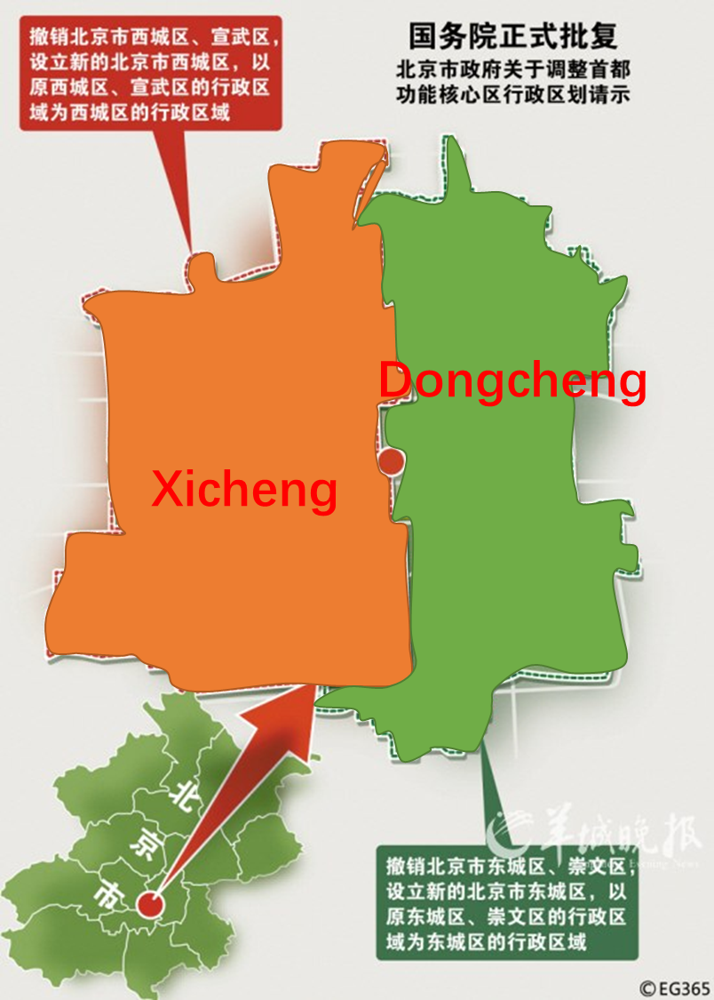 撤销北京市西城区、宣武区,
设立新的北京市西城区，以
原西城区、宣武区的行政区
域为西城区的行政区域
国务院正式批复
北京市政府关于调整首都
功能核心区行政区划请示
Dongcheng
Xicheng
北
京
市
羊城晚报
Evening News
撤销北京市东城区、崇文区,
设立新的北京市东城区，以
原东城区、崇文区的行政区
域为东城区的行政区域
©EG365